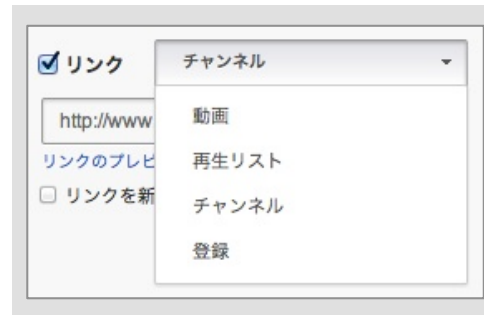 リンク チャンネル
http://www
動画
リンクのプレビ
再生リスト
リンクを新
チャンネル
登録